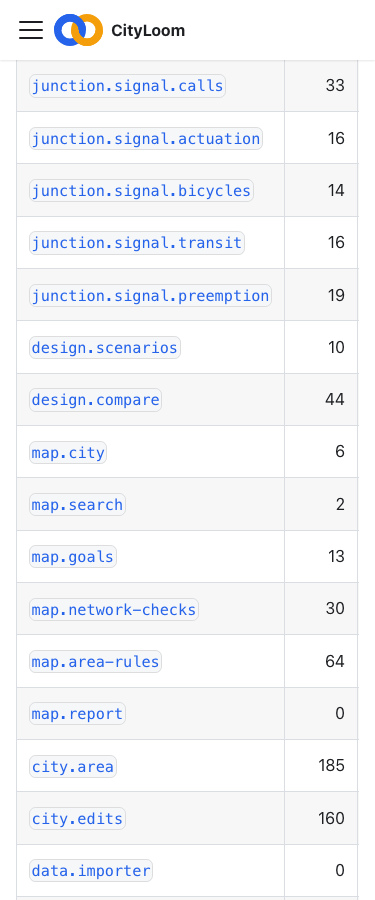 CityLoom
junction.signal.calls 33
junction.signal.actuation 16
junction.signal.bicycles 14
junction.signal.transit 16
junction.signal.preemption 19
design.scenarios 10
design.compare 44
map.city 6
map.search 2
map.goals 13
map.network-checks 30
map.area-rules 64
map.report 0
city.area 185
city.edits 160
data.importer 0